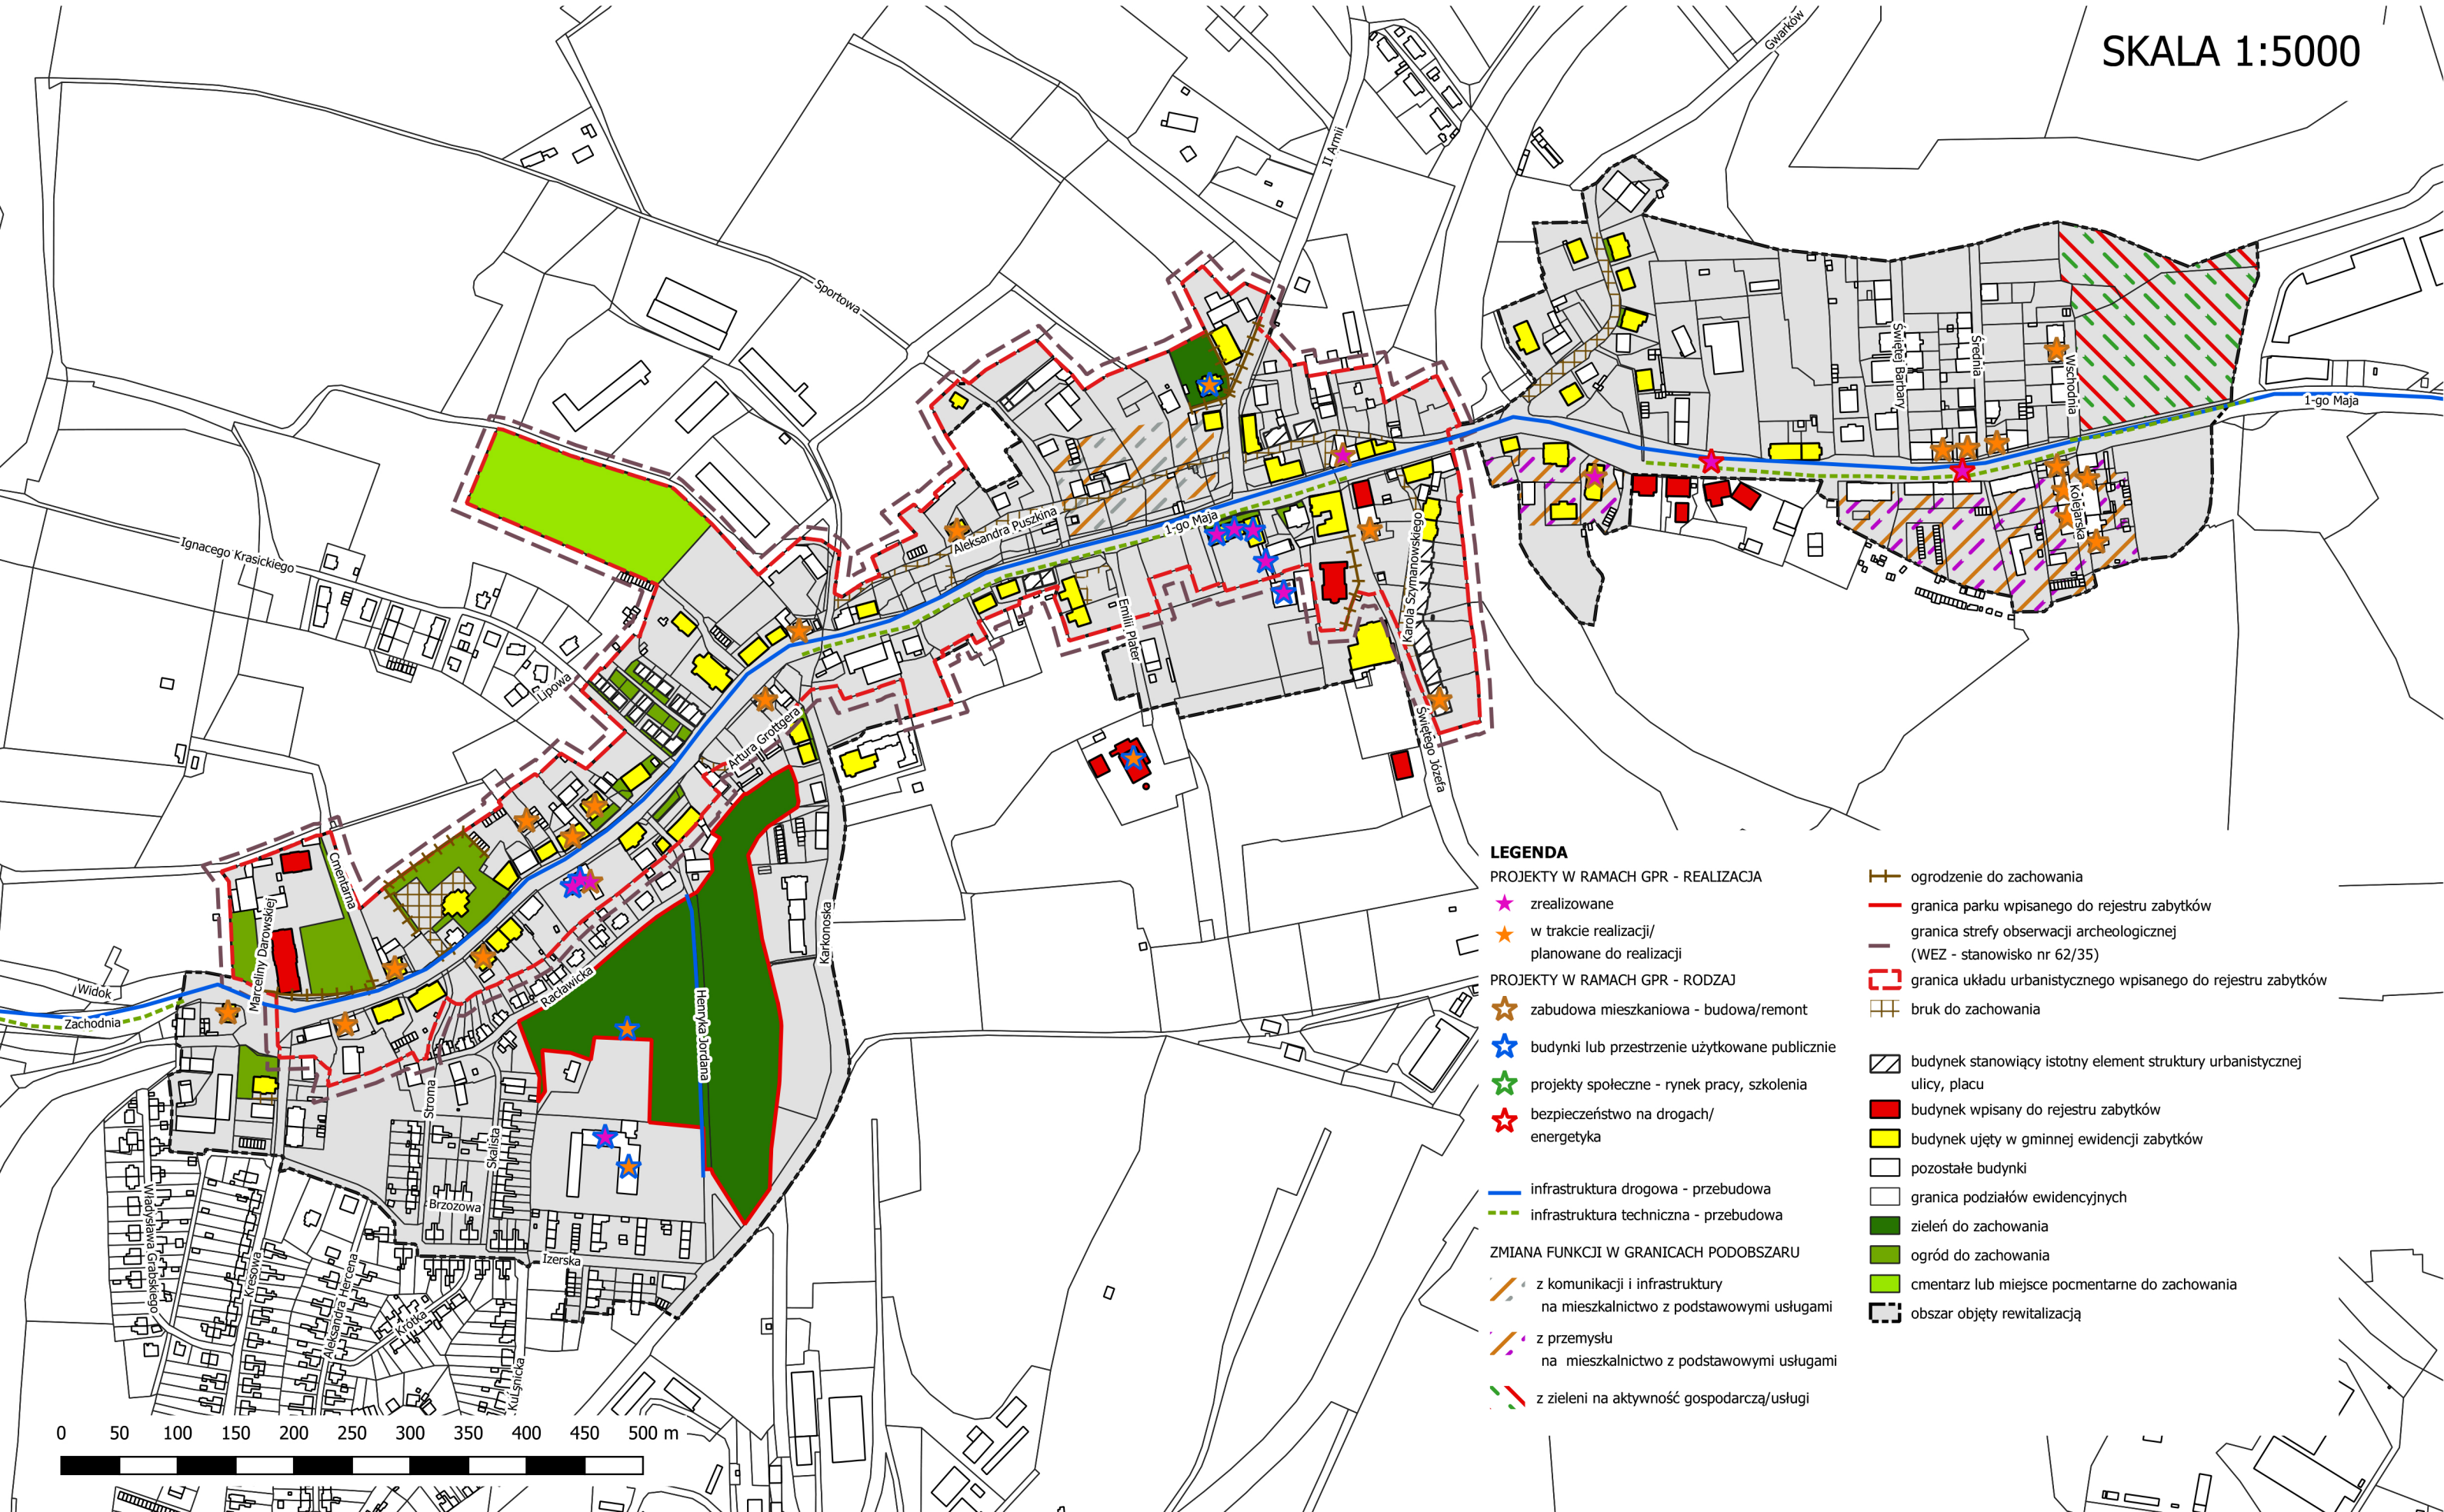 SKALA 1:5000
Gwarków
II Armii
Sportowa
Świętej Barbary
Średnia
Wschodnia
1-go Maja
Aleksandra Puszkina
1-go Maja
Kolejarska
Ignacego Krasickiego
Karola Szymanowskiego
Emilii Plater
Lipowa
Artura Grottgera
Świętego Józefa
Cmentarna
Marceliny Darowskiej
Karkonoska
Racławicka
Widok
Zachodnia
Henryka Jordana
Stroma
Skalista
Brzozowa
Izerska
Władysława Grabskiego
Kresowa
Aleksandra Hercena
Krótka
Kuśnicka
LEGENDA
PROJEKTY W RAMACH GPR - REALIZACJA
zrealizowane
w trakcie realizacji/
planowane do realizacji
PROJEKTY W RAMACH GPR - RODZAJ
zabudowa mieszkaniowa - budowa/remont
budynki lub przestrzenie użytkowane publicznie
projekty społeczne - rynek pracy, szkolenia
bezpieczeństwo na drogach/
energetyka
infrastruktura drogowa - przebudowa
infrastruktura techniczna - przebudowa
ZMIANA FUNKCJI W GRANICACH PODOBSZARU
z komunikacji i infrastruktury
na mieszkalnictwo z podstawowymi usługami
z przemysłu
na mieszkalnictwo z podstawowymi usługami
z zieleni na aktywność gospodarczą/usługi
ogrodzenie do zachowania
granica parku wpisanego do rejestru zabytków
granica strefy obserwacji archeologicznej
(WEZ - stanowisko nr 62/35)
granica układu urbanistycznego wpisanego do rejestru zabytków
bruk do zachowania
budynek stanowiący istotny element struktury urbanistycznej
ulicy, placu
budynek wpisany do rejestru zabytków
budynek ujęty w gminnej ewidencji zabytków
pozostałe budynki
granica podziałów ewidencyjnych
zieleń do zachowania
ogród do zachowania
cmentarz lub miejsce pocmentarne do zachowania
obszar objęty rewitalizacją
0 50 100 150 200 250 300 350 400 450 500 m